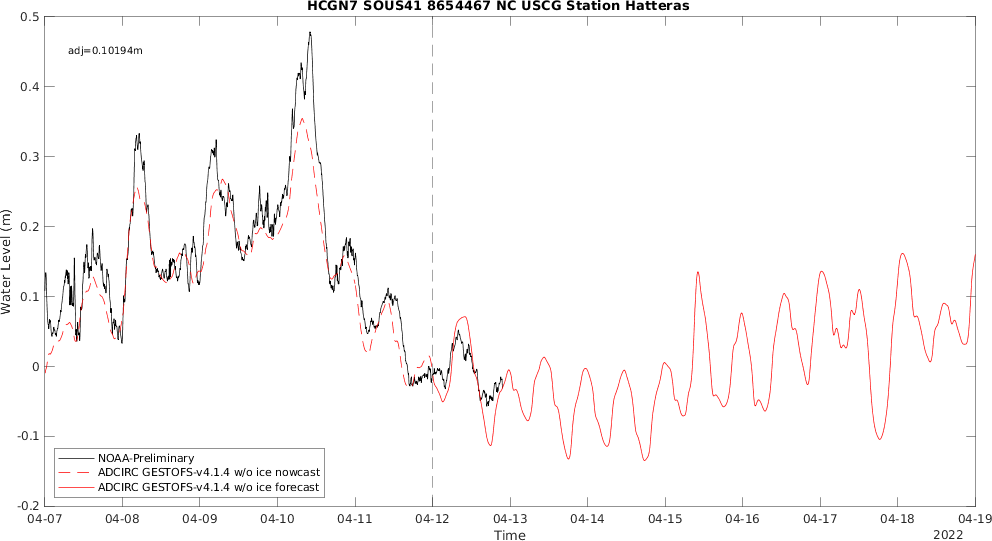 HCGN7 SOUS41 8654467 NC USCG Station Hatteras
adj=0.10194m
Water Level (m)
0.5
0.4
0.3
0.2
0.1
0
-0.1
-0.2
NOAA-Preliminary
ADCIRC GESTOFS-v4.1.4 w/o ice nowcast
ADCIRC GESTOFS-v4.1.4 w/o ice forecast
04-07 04-08 04-09 04-10 04-11 04-12 04-13 04-14 04-15 04-16 04-17 04-18 04-19
Time
2022